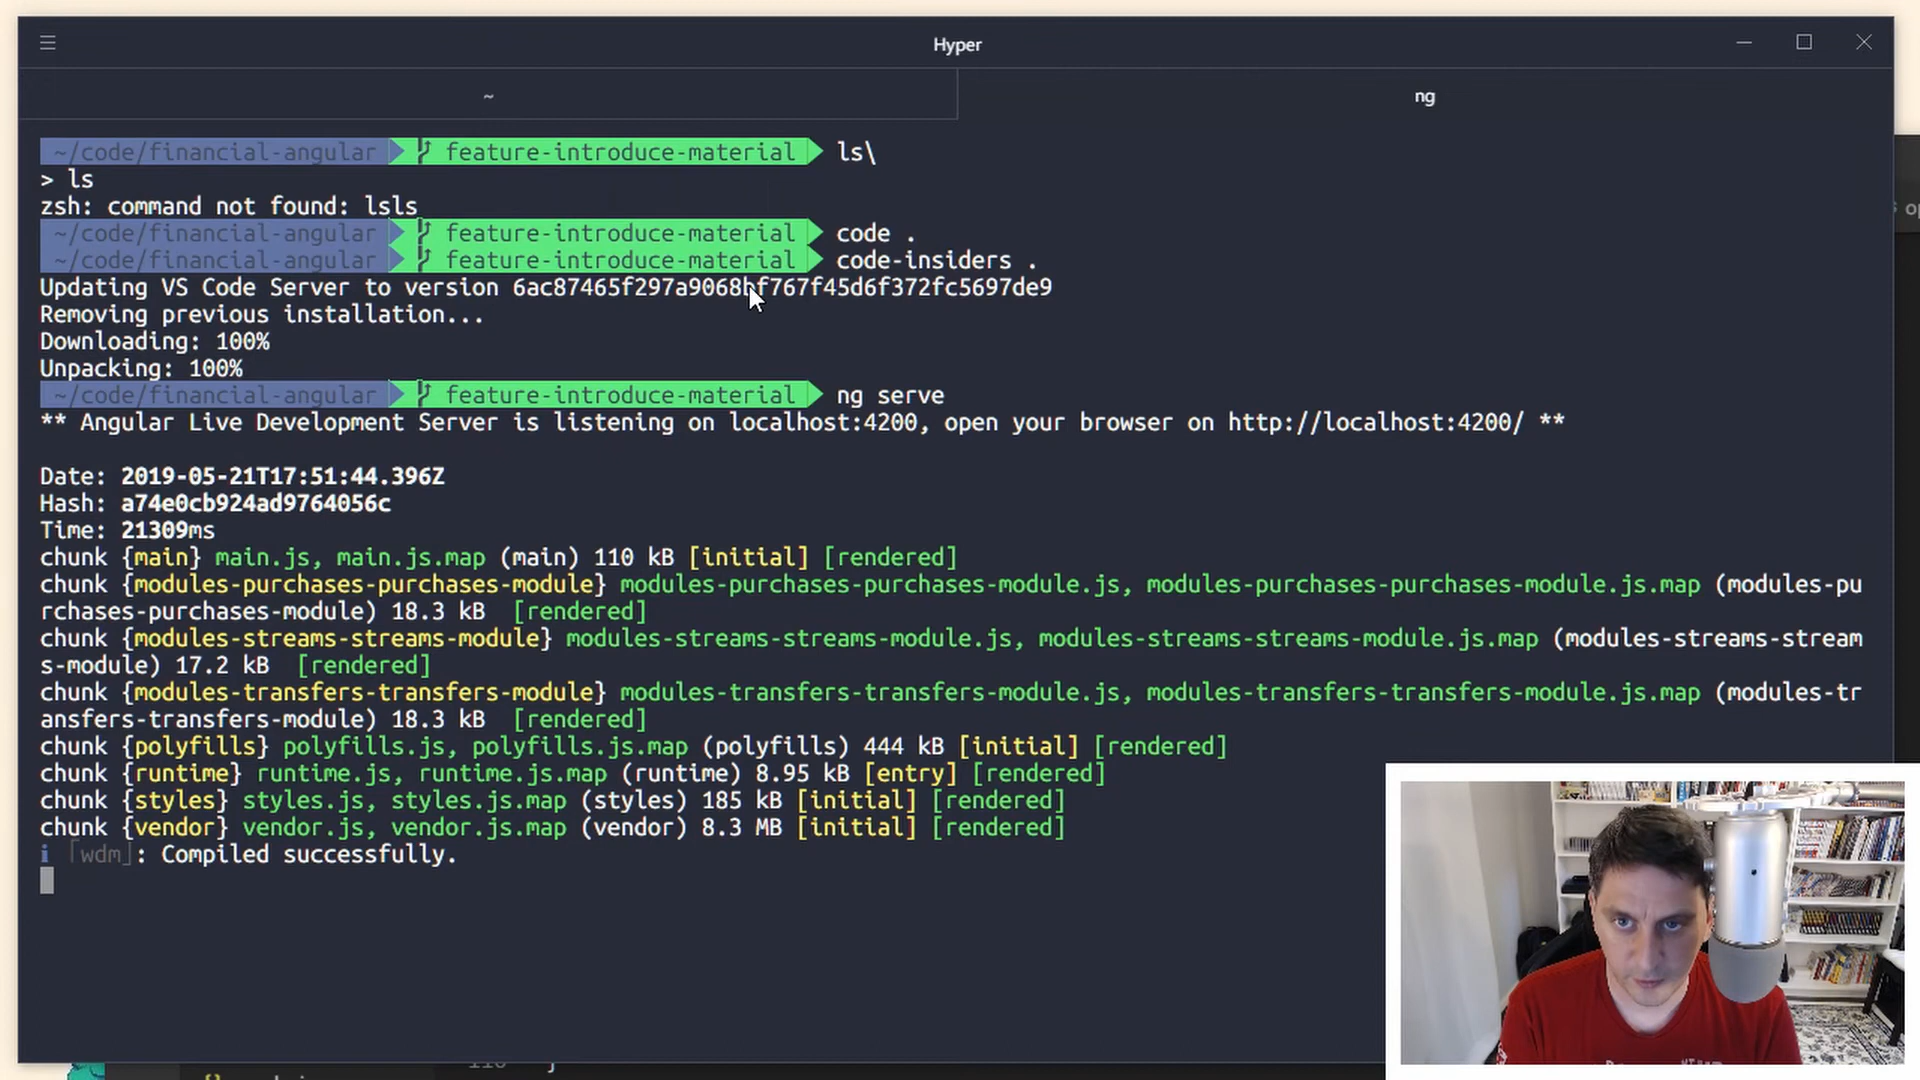 Hyper
~
ng
~/code/financial-angular feature-introduce-material ls\
> ls
zsh: command not found: lsls
~/code/financial-angular feature-introduce-material code .
~/code/financial-angular feature-introduce-material code-insiders .
Updating VS Code Server to version 6ac87465f297a9068bf767f45d6f372fc5697de9
Removing previous installation...
Downloading: 100%
Unpacking: 100%
~/code/financial-angular feature-introduce-material ng serve
** Angular Live Development Server is listening on localhost:4200, open your browser on http://localhost:4200/ **
Date: 2019-05-21T17:51:44.396Z
Hash: a74e0cb924ad9764056c
Time: 21309ms
chunk {main} main.js, main.js.map (main) 110 kB [initial] [rendered]
chunk {modules-purchases-purchases-module} modules-purchases-purchases-module.js, modules-purchases-purchases-module.js.map (modules-pu
rchases-purchases-module) 18.3 kB [rendered]
chunk {modules-streams-streams-module} modules-streams-streams-module.js, modules-streams-streams-module.js.map (modules-streams-stream
s-module) 17.2 kB [rendered]
chunk {modules-transfers-transfers-module} modules-transfers-transfers-module.js, modules-transfers-transfers-module.js.map (modules-tr
ansfers-transfers-module) 18.3 kB [rendered]
chunk {polyfills} polyfills.js, polyfills.js.map (polyfills) 444 kB [initial] [rendered]
chunk {runtime} runtime.js, runtime.js.map (runtime) 8.95 kB [entry] [rendered]
chunk {styles} styles.js, styles.js.map (styles) 185 kB [initial] [rendered]
chunk {vendor} vendor.js, vendor.js.map (vendor) 8.3 MB [initial] [rendered]
i ｢wdm｣: Compiled successfully.